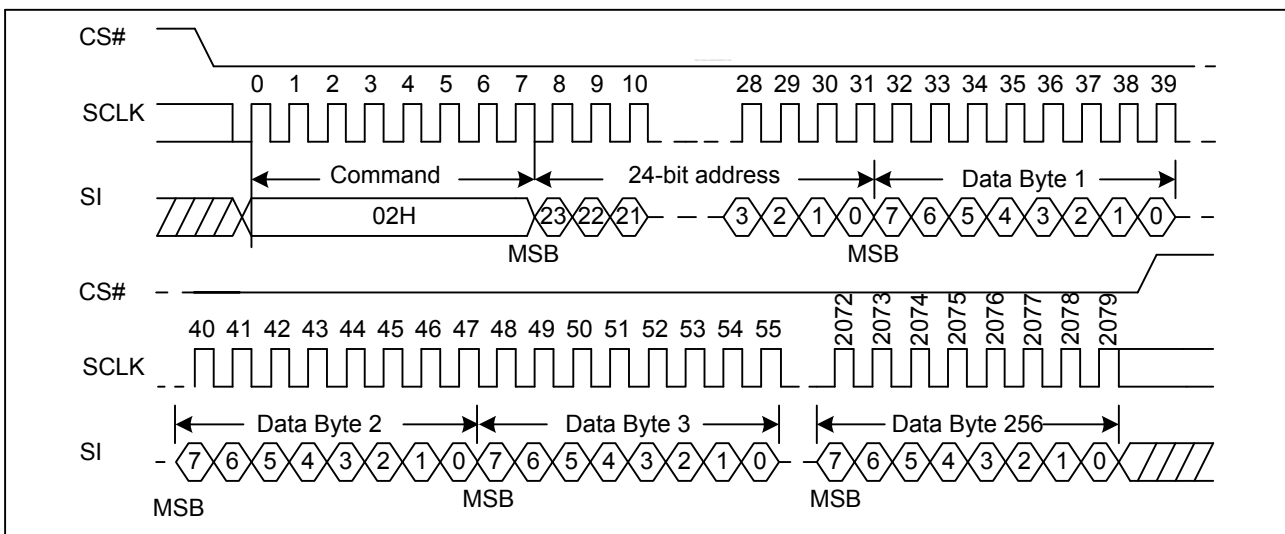 CS#
0 1 2 3 4 5 6 7 8 9 10 28 29 30 31 32 33 34 35 36 37 38 39
SCLK
Command 24-bit address Data Byte 1
SI
02H 23 22 21 3 2 1 0 7 6 5 4 3 2 1 0
MSB MSB
CS#
40 41 42 43 44 45 46 47 48 49 50 51 52 53 54 55 2072 2073 2074 2075 2076 2077 2078 2079
SCLK
Data Byte 2 Data Byte 3 Data Byte 256
SI
7 6 5 4 3 2 1 0 7 6 5 4 3 2 1 0 7 6 5 4 3 2 1 0
MSB MSB MSB